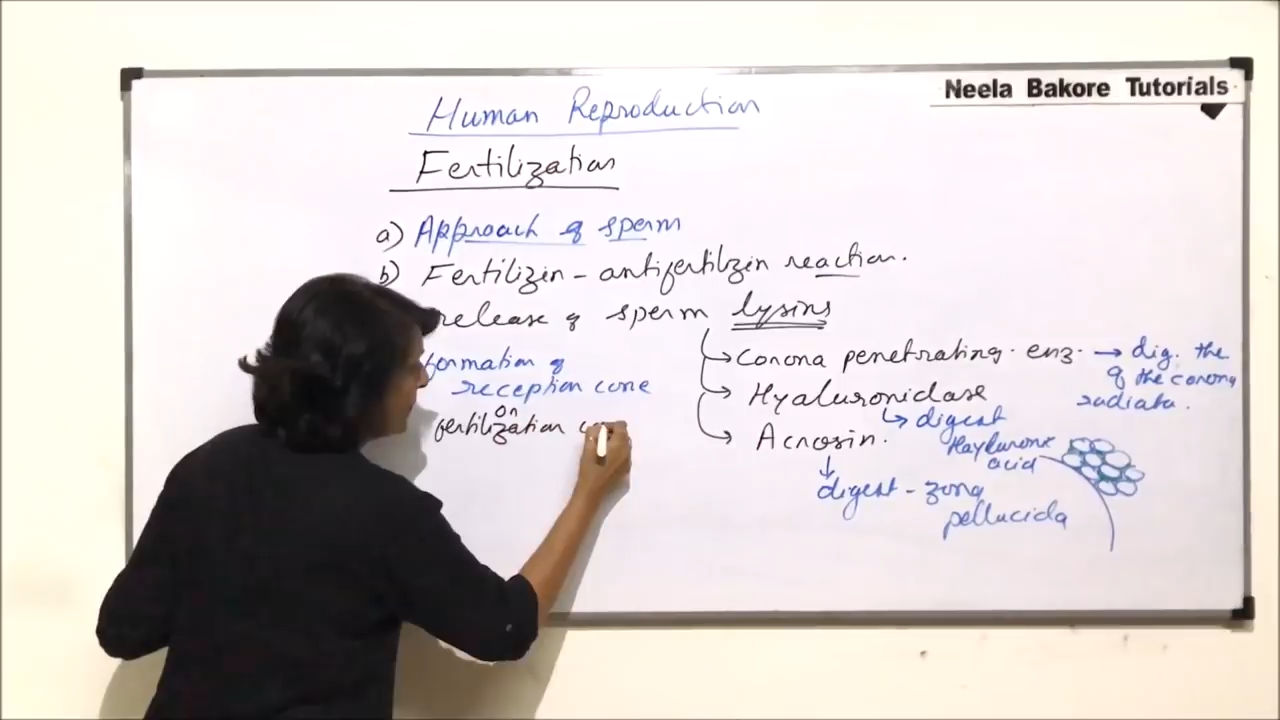 Neela Bakore Tutorials
Human Reproduction
Fertilization
a) Approach of sperm
b) Fertilizin - antifertilizin reaction.
release of sperm lysins
Corona penetrating enz. → dig. the
of the corona
radiata.
Hyaluronidase
↳ digest
Hayluronic
acid
Acrosin.
↓
digest - zona
pellucida
formation of
reception cone
on
fertilization